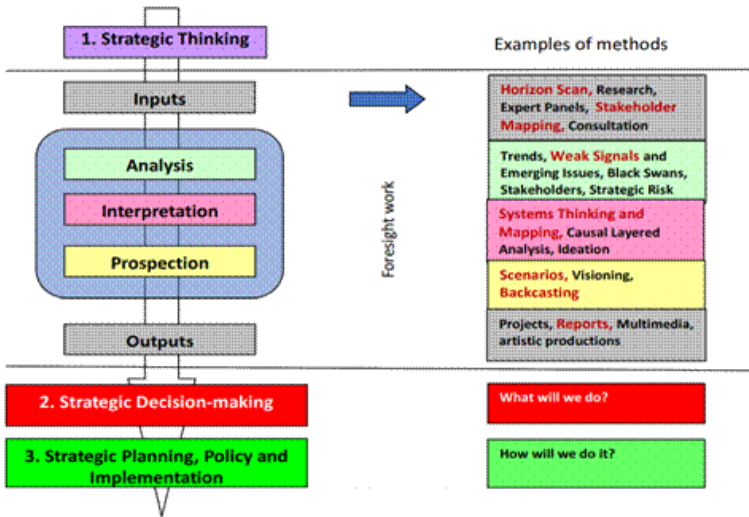 1. Strategic Thinking
Examples of methods
Inputs
Analysis
Interpretation
Prospection
Outputs
Foresight work
Horizon Scan, Research,
Expert Panels, Stakeholder
Mapping, Consultation
Trends, Weak Signals and
Emerging Issues, Black Swans,
Stakeholders, Strategic Risk
Systems Thinking and
Mapping, Causal Layered
Analysis, Ideation
Scenarios, Visioning,
Backcasting
Projects, Reports, Multimedia,
artistic productions
2. Strategic Decision-making
What will we do?
3. Strategic Planning, Policy and
Implementation
How will we do it?